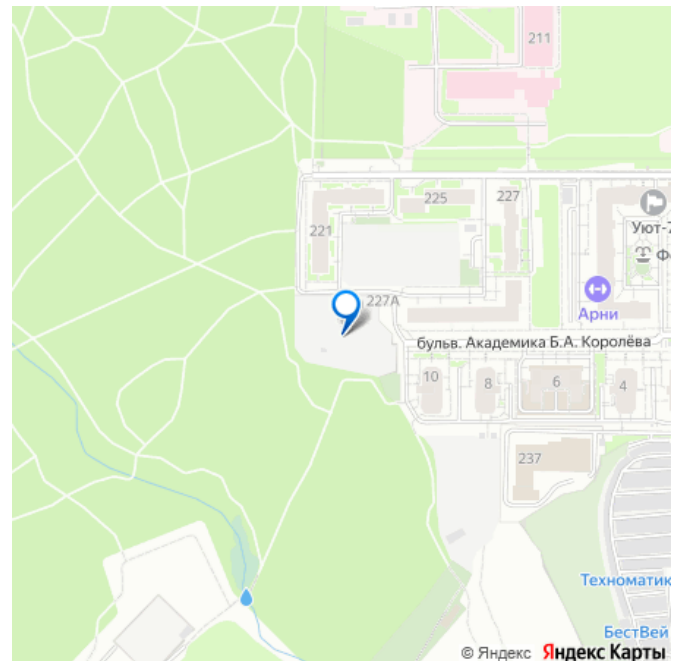 211
225
227
221
Уют-7
Ф
227А
Арни
бульв. Академика Б.А. Королёва
10
8
6
4
237
Техноматик
БестВей
© Яндекс Яндекс Карты